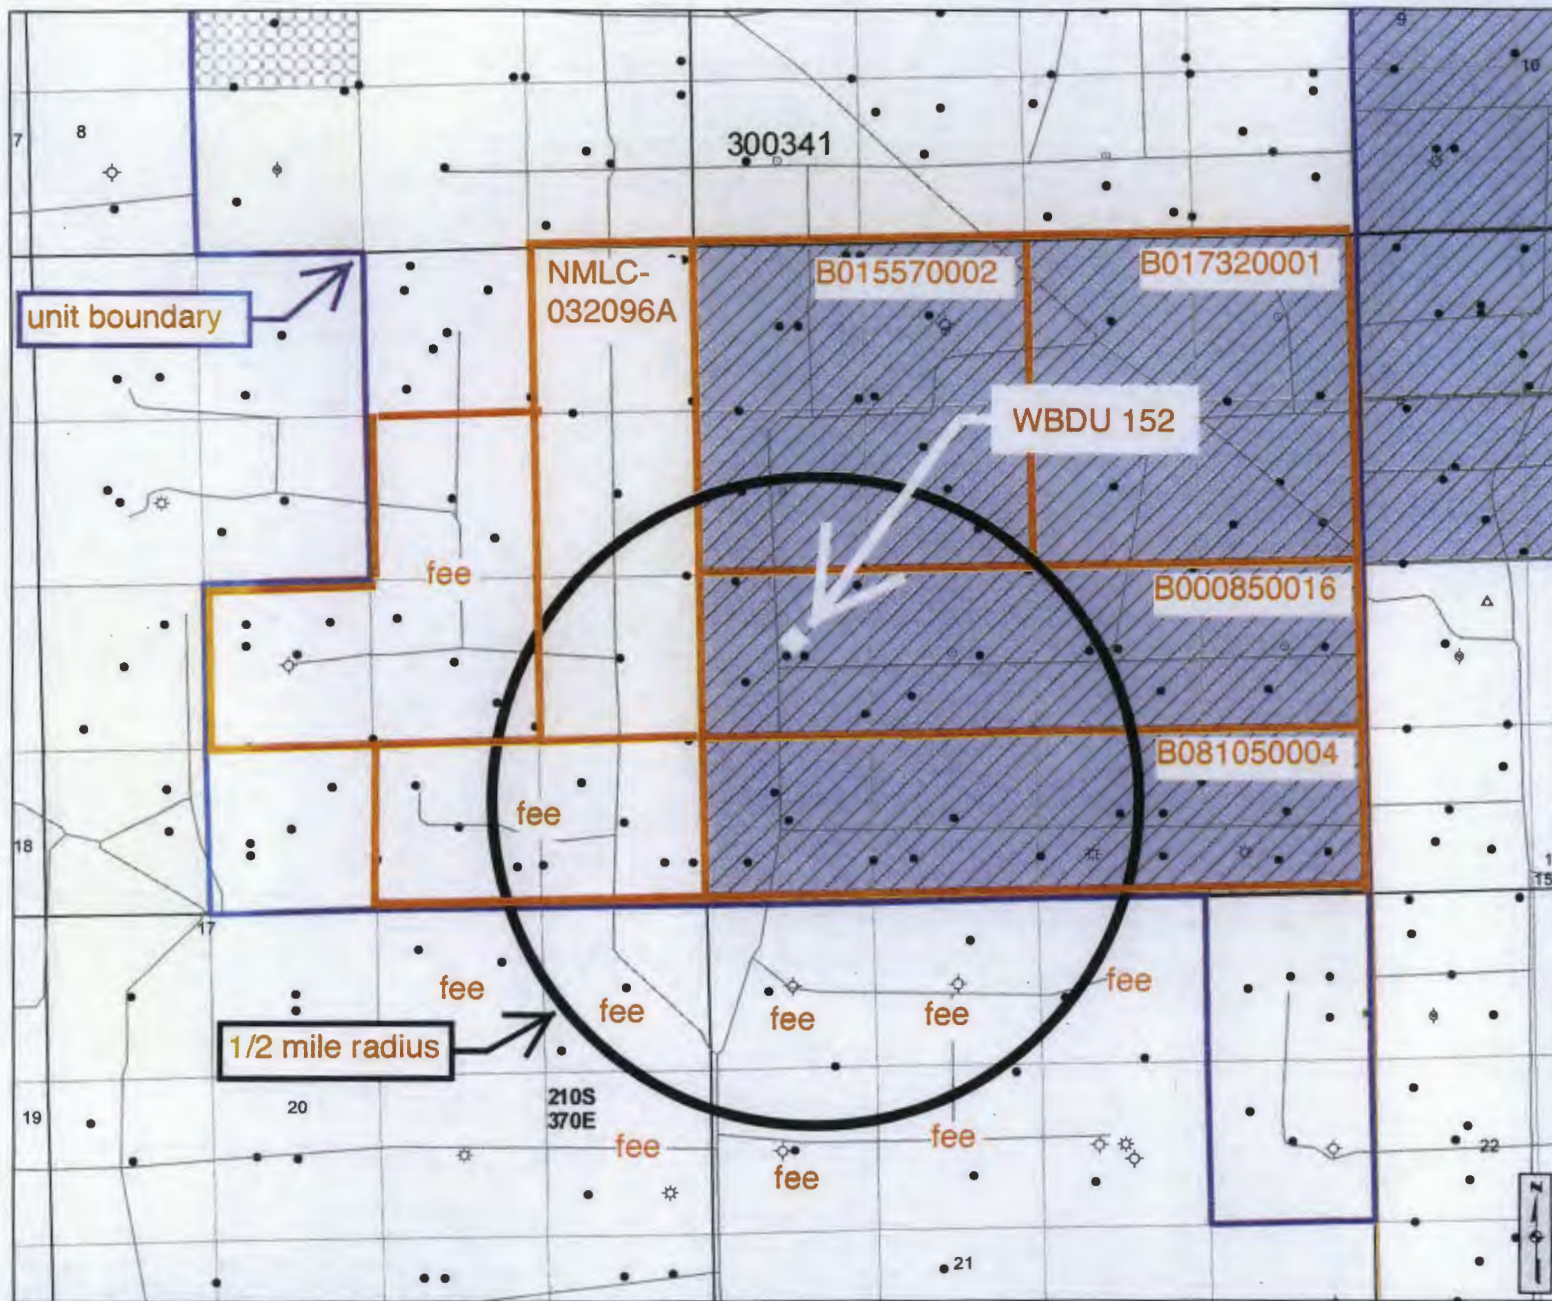 9
10
7
8
300341
NMLC-
032096A
B015570002
B017320001
unit boundary
WBDU 152
fee
B000850016
B081050004
fee
18
15
17
fee
fee
fee
fee
fee
1/2 mile radius
210S
370E
19
20
fee
fee
fee
22
21
N